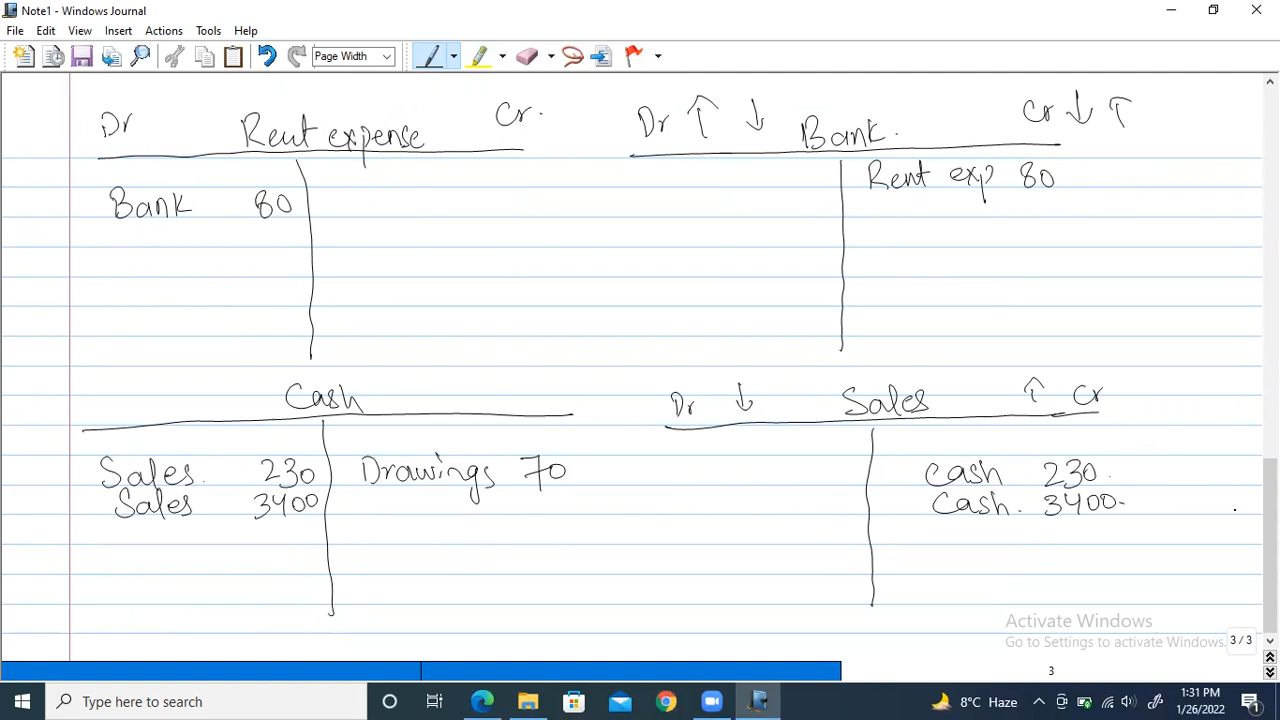 Note1 - Windows Journal
File Edit View Insert Actions Tools Help
Page Width
Dr Rent expense Cr.
Bank 80
Dr ↑ ↓ Bank. Cr ↓ ↑
Rent exp 80
Cash
Sales. 230 Drawings 70
Sales 3400
Dr ↓ Sales ↑ Cr
Cash 230.
Cash. 3400-
Activate Windows
Go to Settings to activate Windows.
3 / 3
3
Type here to search
8°C Haze
1:31 PM
1/26/2022
1